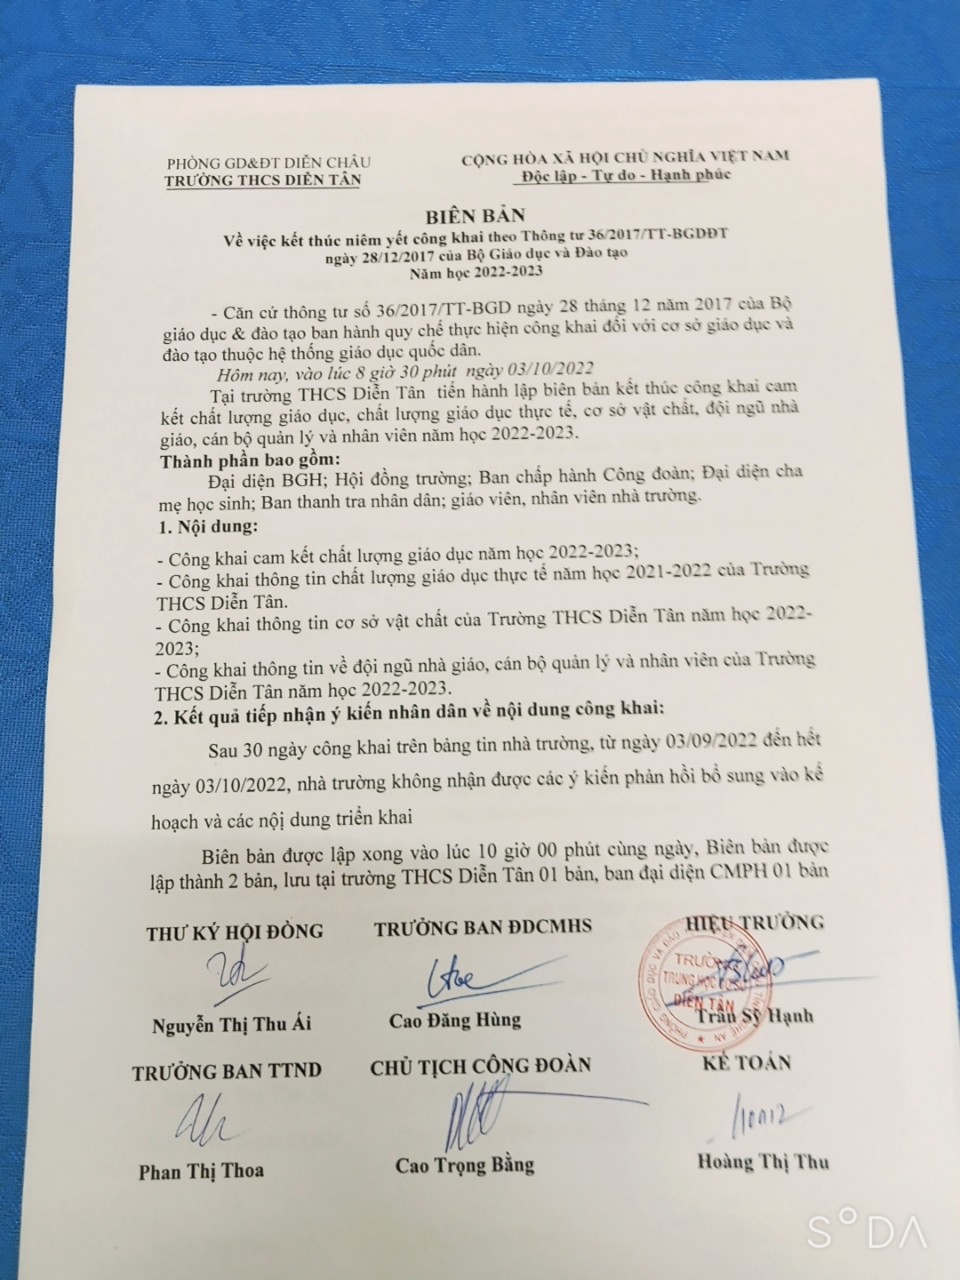 PHÒNG GD&ĐT DIỄN CHÂU
TRƯỜNG THCS DIỄN TÂN
CỘNG HÒA XÃ HỘI CHỦ NGHĨA VIỆT NAM
Độc lập - Tự do - Hạnh phúc
BIÊN BẢN
Về việc kết thúc niêm yết công khai theo Thông tư 36/2017/TT-BGDĐT
ngày 28/12/2017 của Bộ Giáo dục và Đào tạo
Năm học 2022-2023
- Căn cứ thông tư số 36/2017/TT-BGD ngày 28 tháng 12 năm 2017 của Bộ
giáo dục & đào tạo ban hành quy chế thực hiện công khai đối với cơ sở giáo dục và
đào tạo thuộc hệ thống giáo dục quốc dân.
Hôm nay, vào lúc 8 giờ 30 phút ngày 03/10/2022
Tại trường THCS Diễn Tân tiến hành lập biên bản kết thúc công khai cam
kết chất lượng giáo dục, chất lượng giáo dục thực tế, cơ sở vật chất, đội ngũ nhà
giáo, cán bộ quản lý và nhân viên năm học 2022-2023.
Thành phần bao gồm:
Đại diện BGH; Hội đồng trường; Ban chấp hành Công đoàn; Đại diện cha
mẹ học sinh; Ban thanh tra nhân dân; giáo viên, nhân viên nhà trường.
1. Nội dung:
- Công khai cam kết chất lượng giáo dục năm học 2022-2023;
- Công khai thông tin chất lượng giáo dục thực tế năm học 2021-2022 của Trường
THCS Diễn Tân.
- Công khai thông tin cơ sở vật chất của Trường THCS Diễn Tân năm học 2022-
2023;
- Công khai thông tin về đội ngũ nhà giáo, cán bộ quản lý và nhân viên của Trường
THCS Diễn Tân năm học 2022-2023.
2. Kết quả tiếp nhận ý kiến nhân dân về nội dung công khai:
Sau 30 ngày công khai trên bảng tin nhà trường, từ ngày 03/09/2022 đến hết
ngày 03/10/2022, nhà trường không nhận được các ý kiến phản hồi bổ sung vào kế
hoạch và các nội dung triển khai
Biên bản được lập xong vào lúc 10 giờ 00 phút cùng ngày, Biên bản được
lập thành 2 bản, lưu tại trường THCS Diễn Tân 01 bản, ban đại diện CMPH 01 bản
THƯ KÝ HỘI ĐỒNG
TRƯỞNG BAN ĐDCMHS
HIỆU TRƯỞNG
TRƯỜNG
TRUNG HỌC CƠ SỞ
DIỄN TÂN
Nguyễn Thị Thu Ái
Cao Đăng Hùng
Trần Sỹ Hạnh
TRƯỞNG BAN TTND
CHỦ TỊCH CÔNG ĐOÀN
KẾ TOÁN
Phan Thị Thoa
Cao Trọng Bằng
Hoàng Thị Thu
SODA